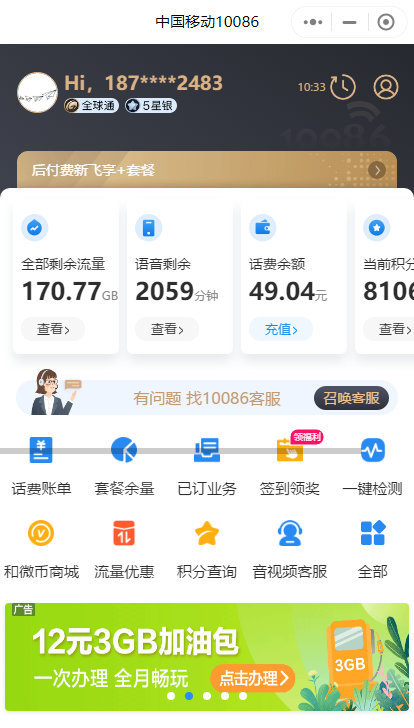 中国移动10086
Hi，187****2483
全球通 5星银
10:33
10086
后付费新飞享+套餐
全部剩余流量 语音剩余 话费余额 当前积分
170.77GB 2059分钟 49.04元 8106
查看> 查看> 充值> 查看>
有问题 找10086客服 召唤客服
领福利
话费账单 套餐余量 已订业务 签到领奖 一键检测
和微币商城 流量优惠 积分查询 音视频客服 全部
广告
12元3GB加油包
3GB
一次办理 全月畅玩 点击办理>